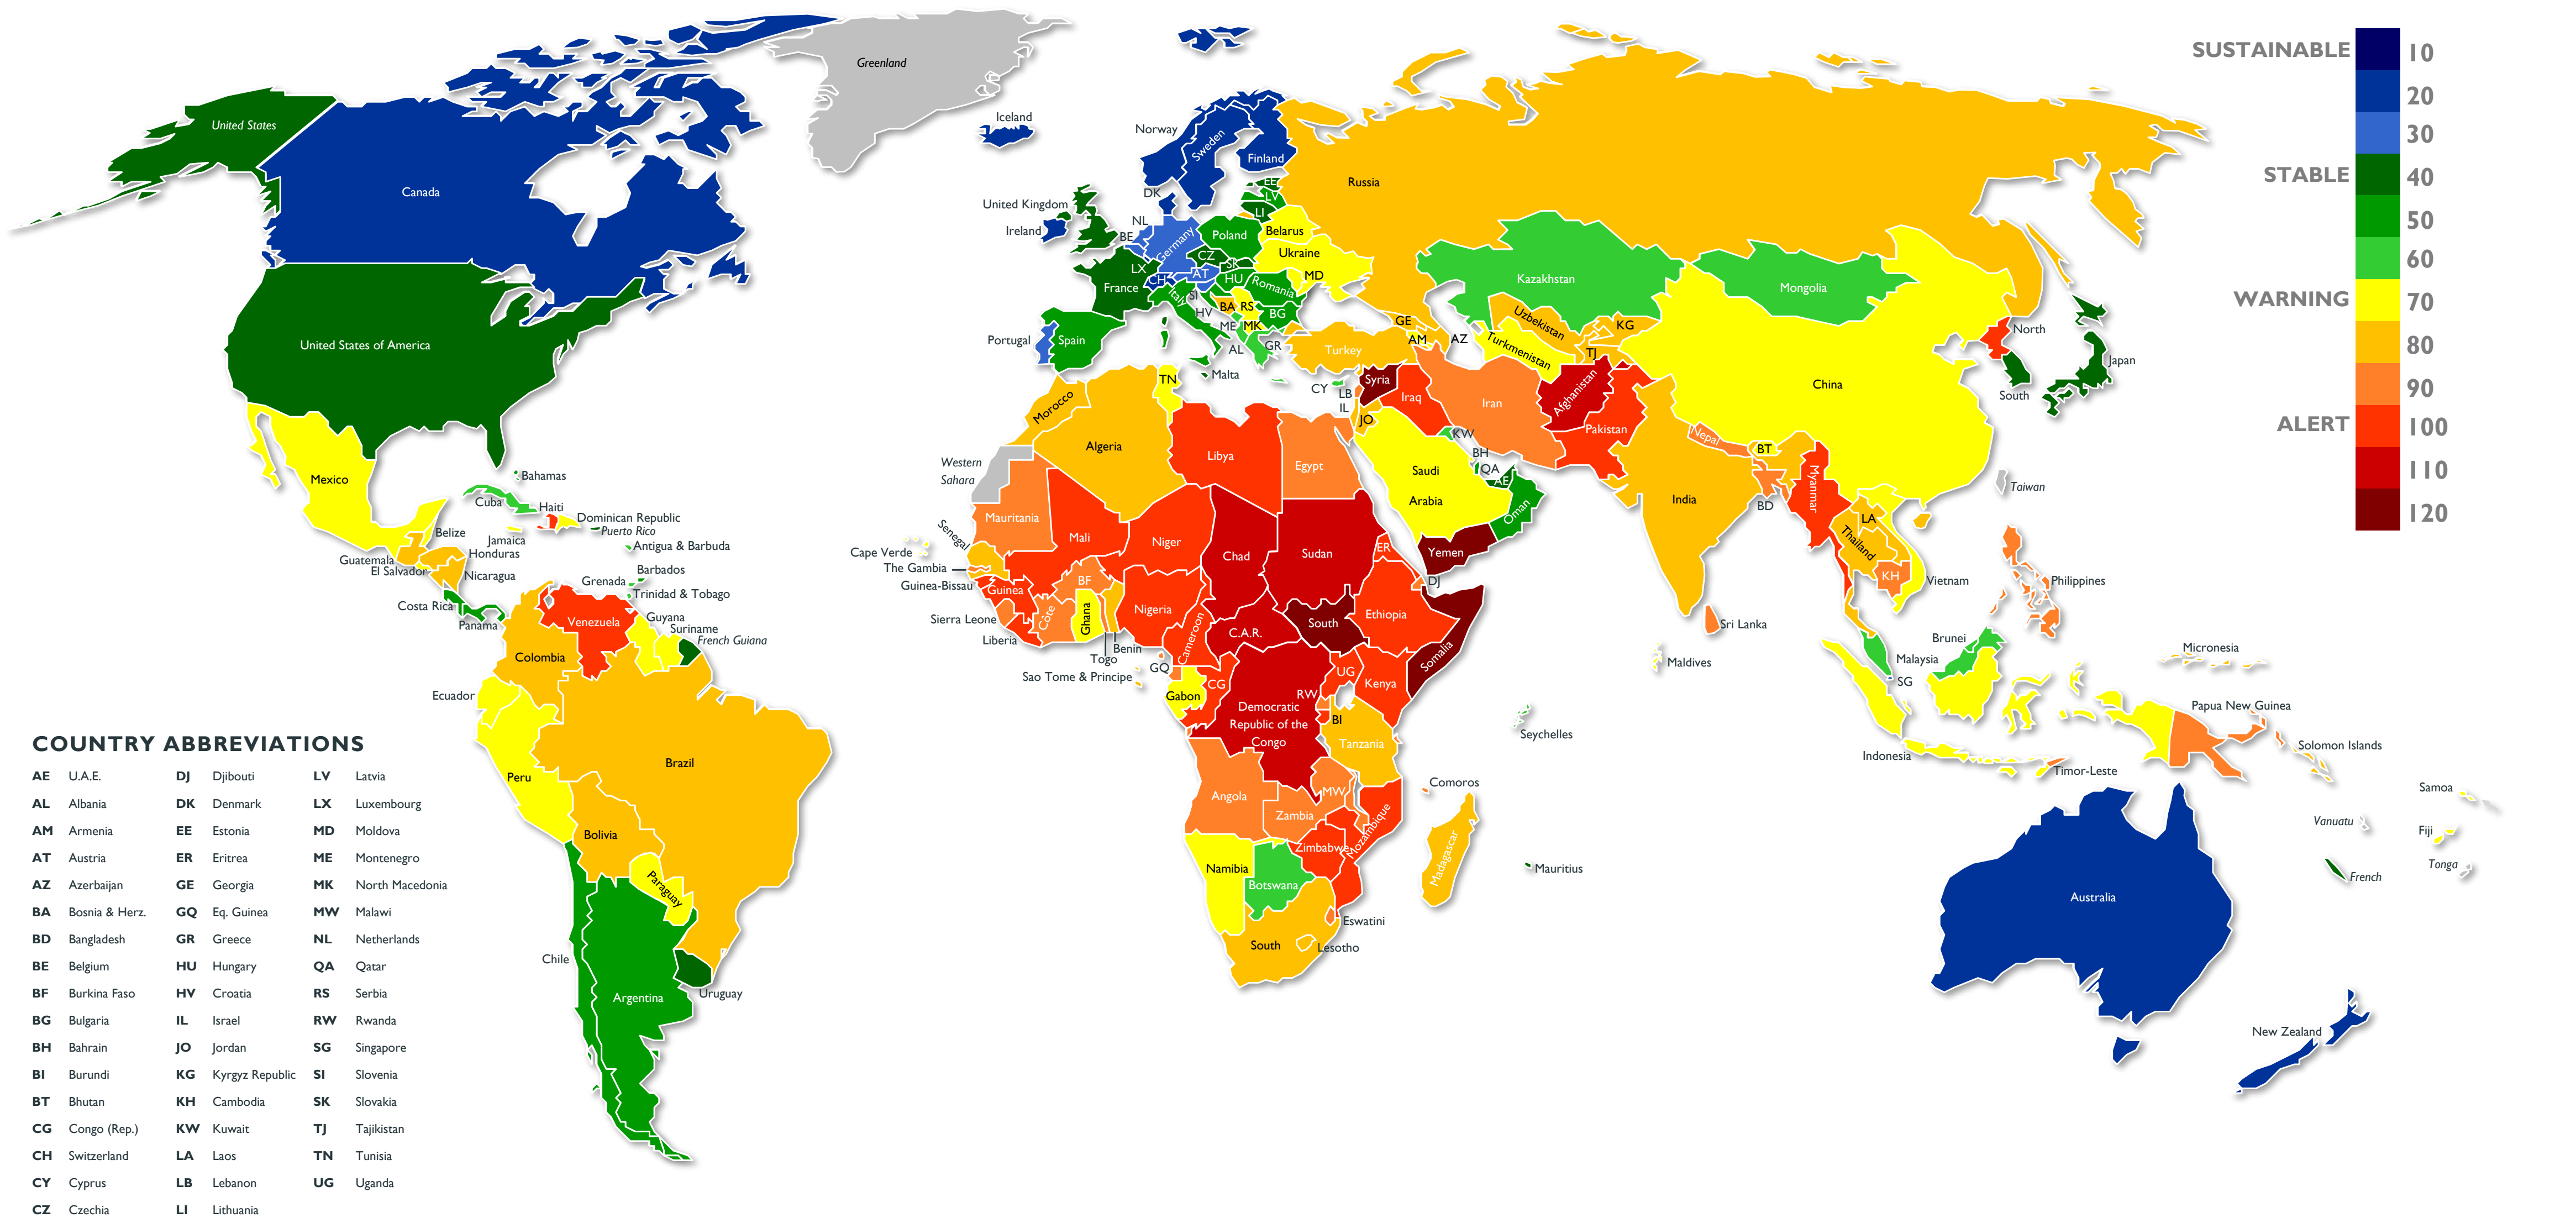 Greenland
United States
Iceland
Canada
Norway
Sweden
Finland
Russia
EE
LV
LI
DK
United Kingdom
Ireland
NL
BE
Germany
Poland
Belarus
Ukraine
LX
CZ
SK
France
CH
AT
HU
MD
Romania
Italy
SI
HV
BA
RS
BG
ME
MK
AL
GR
Portugal
Spain
Malta
Turkey
GE
AM
AZ
Kazakhstan
Mongolia
Uzbekistan
KG
Turkmenistan
TJ
North
South
Japan
China
United States of America
Mexico
Bahamas
Cuba
Haiti
Dominican Republic
Puerto Rico
Jamaica
Belize
Guatemala
Honduras
El Salvador
Nicaragua
Antigua & Barbuda
Barbados
Grenada
Trinidad & Tobago
Costa Rica
Panama
Venezuela
Guyana
Suriname
French Guiana
Colombia
Ecuador
Peru
Brazil
Bolivia
Paraguay
Chile
Argentina
Uruguay
Morocco
Algeria
TN
Libya
Egypt
Western
Sahara
Mauritania
Mali
Niger
Chad
Sudan
ER
DJ
Cape Verde
Senegal
The Gambia
Guinea-Bissau
Guinea
Sierra Leone
Liberia
Côte
BF
Ghana
Togo
Benin
Nigeria
Cameroon
C.A.R.
South
Ethiopia
Somalia
Sao Tome & Principe
GQ
Gabon
CG
Democratic
Republic of the
Congo
UG
RW
BI
Kenya
Tanzania
Angola
Zambia
MW
Mozambique
Zimbabwe
Namibia
Botswana
South
Eswatini
Lesotho
Madagascar
Comoros
Seychelles
Mauritius
CY
LB
IL
Syria
JO
Iraq
Iran
KW
BH
QA
AE
Saudi
Arabia
Oman
Yemen
Afghanistan
Pakistan
India
Nepal
BT
BD
Myanmar
LA
Thailand
KH
Vietnam
Taiwan
Philippines
Sri Lanka
Maldives
Brunei
Malaysia
SG
Indonesia
Timor-Leste
Micronesia
Papua New Guinea
Solomon Islands
Samoa
Vanuatu
Fiji
Tonga
French
Australia
New Zealand
SUSTAINABLE
10
20
30
STABLE
40
50
60
WARNING
70
80
90
ALERT
100
110
120
COUNTRY ABBREVIATIONS
AE U.A.E.
AL Albania
AM Armenia
AT Austria
AZ Azerbaijan
BA Bosnia & Herz.
BD Bangladesh
BE Belgium
BF Burkina Faso
BG Bulgaria
BH Bahrain
BI Burundi
BT Bhutan
CG Congo (Rep.)
CH Switzerland
CY Cyprus
CZ Czechia
DJ Djibouti
DK Denmark
EE Estonia
ER Eritrea
GE Georgia
GQ Eq. Guinea
GR Greece
HU Hungary
HV Croatia
IL Israel
JO Jordan
KG Kyrgyz Republic
KH Cambodia
KW Kuwait
LA Laos
LB Lebanon
LI Lithuania
LV Latvia
LX Luxembourg
MD Moldova
ME Montenegro
MK North Macedonia
MW Malawi
NL Netherlands
QA Qatar
RS Serbia
RW Rwanda
SG Singapore
SI Slovenia
SK Slovakia
TJ Tajikistan
TN Tunisia
UG Uganda